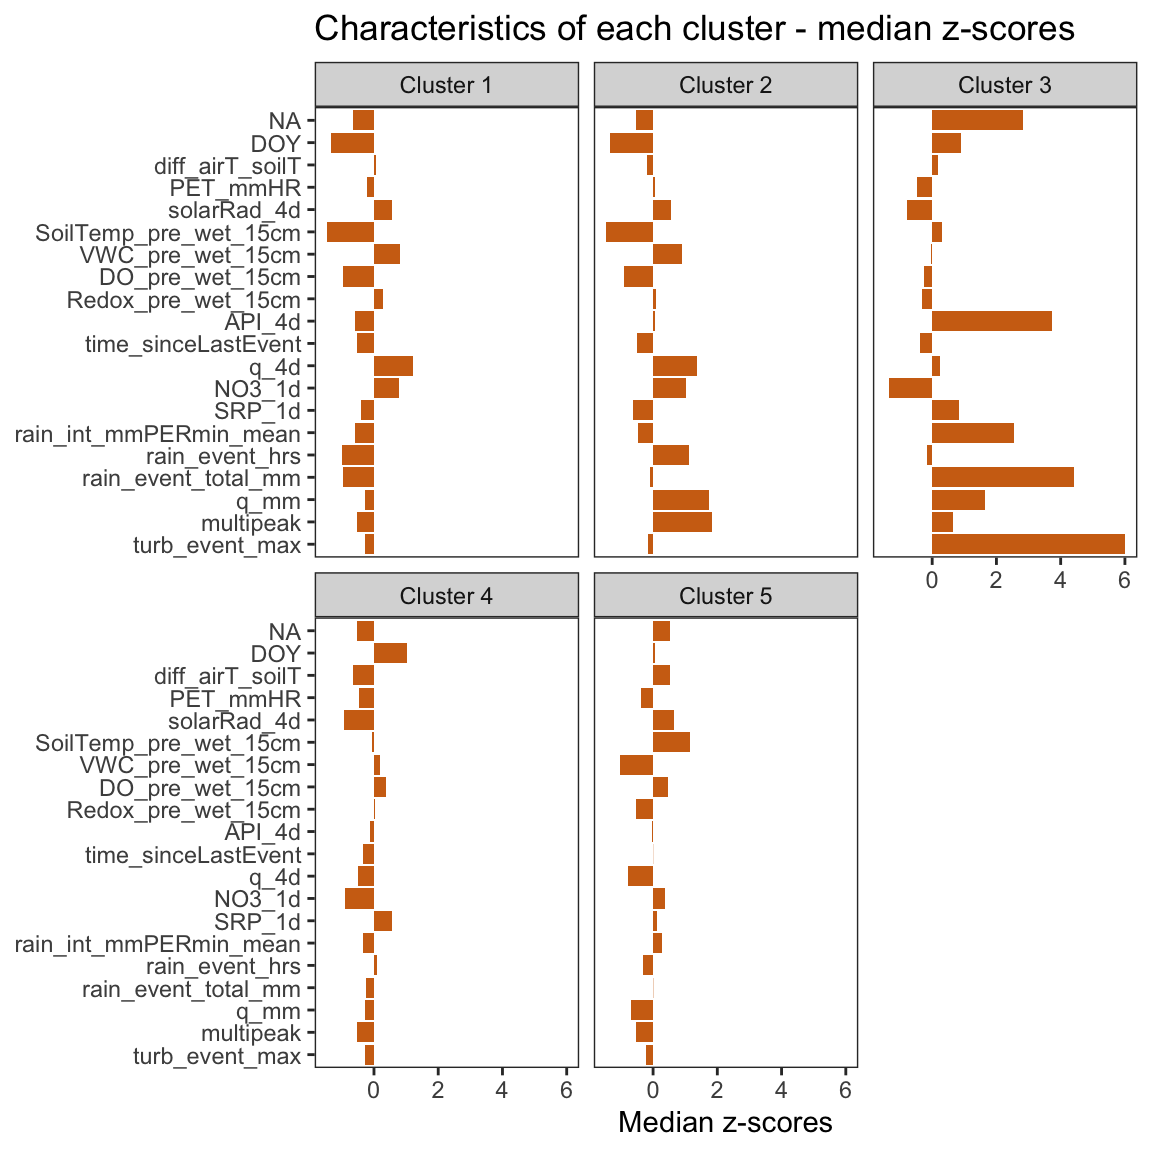 Characteristics of each cluster - median z-scores
Cluster 1
Cluster 2
Cluster 3
NA
DOY
diff_airT_soilT
PET_mmHR
solarRad_4d
SoilTemp_pre_wet_15cm
VWC_pre_wet_15cm
DO_pre_wet_15cm
Redox_pre_wet_15cm
API_4d
time_sinceLastEvent
q_4d
NO3_1d
SRP_1d
rain_int_mmPERmin_mean
rain_event_hrs
rain_event_total_mm
q_mm
multipeak
turb_event_max
0 2 4 6
Cluster 4
Cluster 5
NA
DOY
diff_airT_soilT
PET_mmHR
solarRad_4d
SoilTemp_pre_wet_15cm
VWC_pre_wet_15cm
DO_pre_wet_15cm
Redox_pre_wet_15cm
API_4d
time_sinceLastEvent
q_4d
NO3_1d
SRP_1d
rain_int_mmPERmin_mean
rain_event_hrs
rain_event_total_mm
q_mm
multipeak
turb_event_max
0 2 4 6
0 2 4 6
Median z-scores